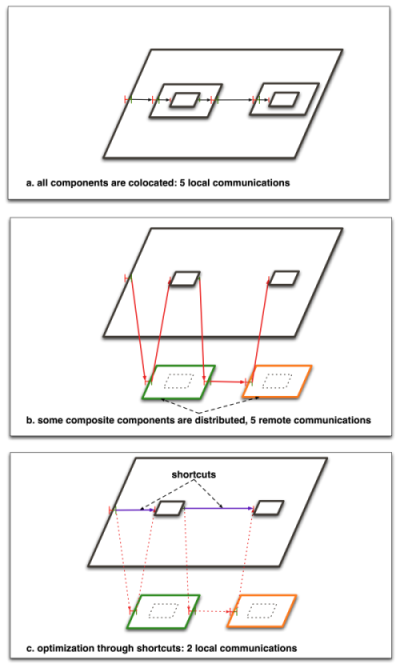 a. all components are colocated: 5 local communications
b. some composite components are distributed, 5 remote communications
shortcuts
c. optimization through shortcuts: 2 local communications